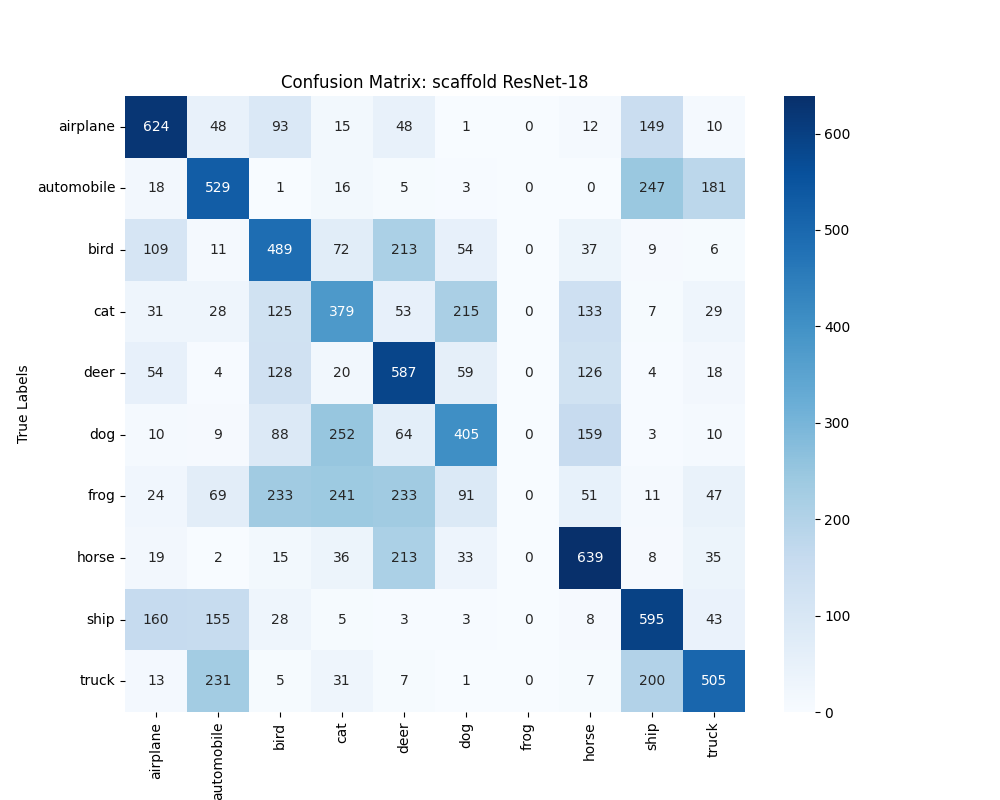 Confusion Matrix: scaffold ResNet-18
True Labels
airplane 624 48 93 15 48 1 0 12 149 10
automobile 18 529 1 16 5 3 0 0 247 181
bird 109 11 489 72 213 54 0 37 9 6
cat 31 28 125 379 53 215 0 133 7 29
deer 54 4 128 20 587 59 0 126 4 18
dog 10 9 88 252 64 405 0 159 3 10
frog 24 69 233 241 233 91 0 51 11 47
horse 19 2 15 36 213 33 0 639 8 35
ship 160 155 28 5 3 3 0 8 595 43
truck 13 231 5 31 7 1 0 7 200 505
airplane automobile bird cat deer dog frog horse ship truck
600
500
400
300
200
100
0